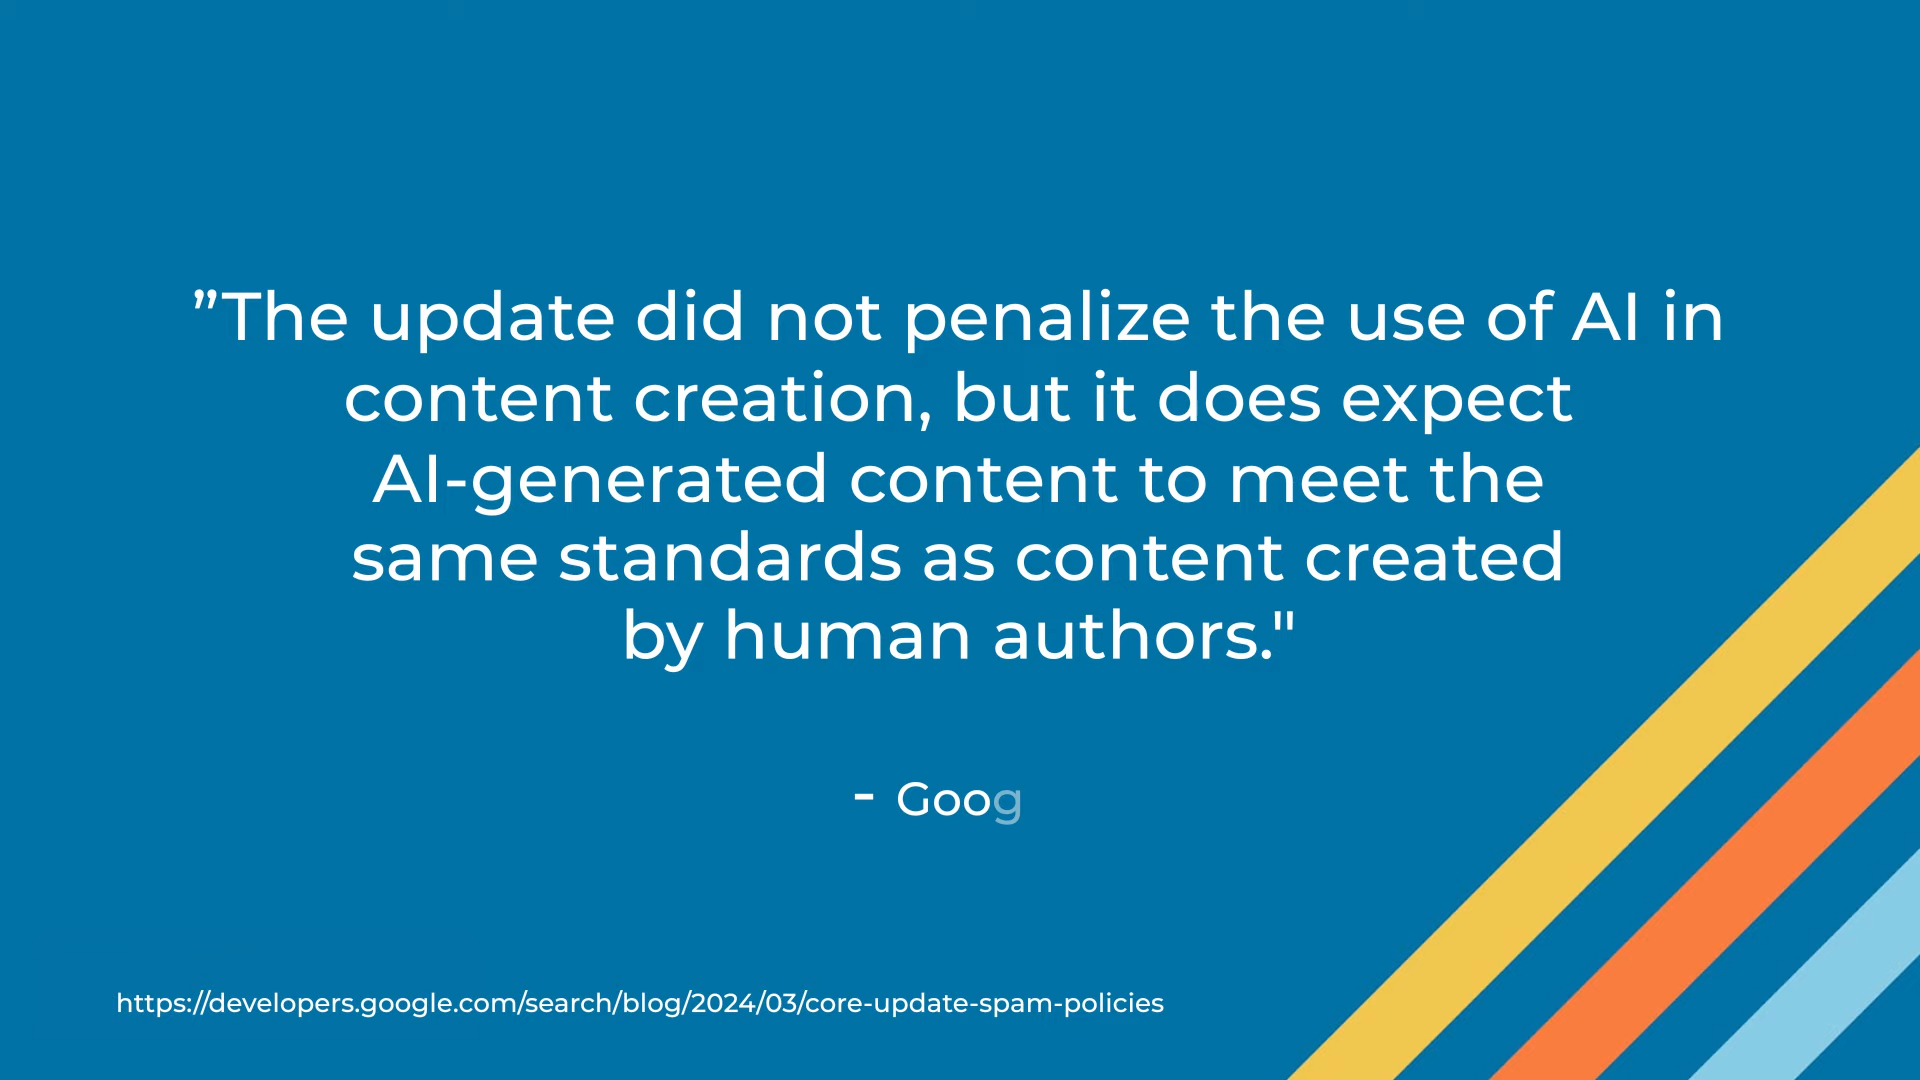 ”The update did not penalize the use of AI in
content creation, but it does expect
AI-generated content to meet the
same standards as content created
by human authors."
- Goog
https://developers.google.com/search/blog/2024/03/core-update-spam-policies